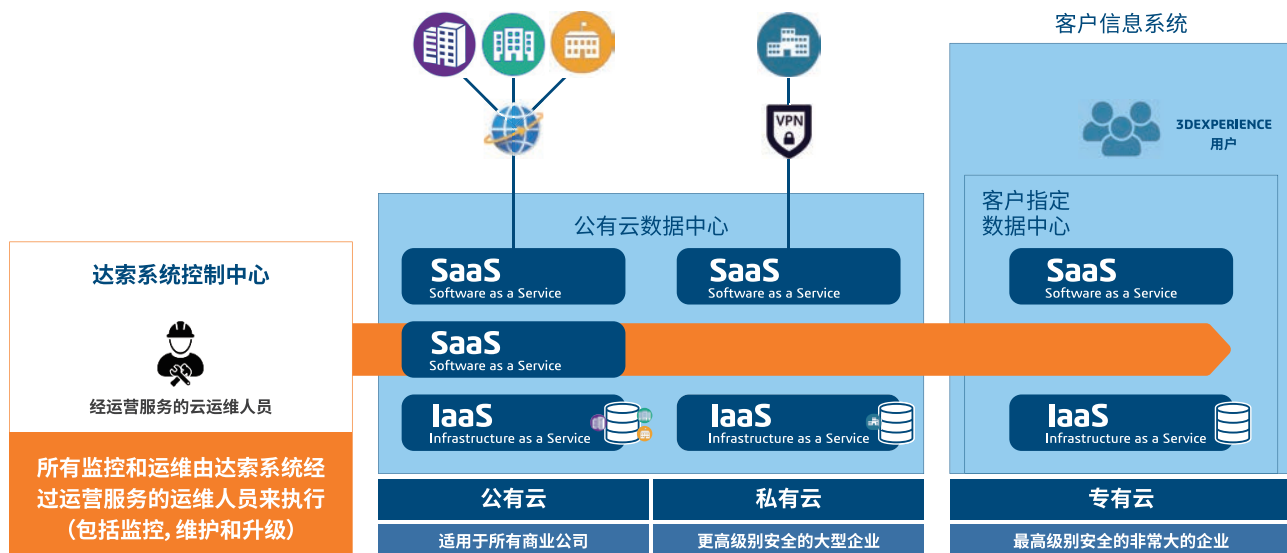 客户信息系统
VPN
3DEXPERIENCE
用户
客户指定
数据中心
公有云数据中心
达索系统控制中心
SaaS
Software as a Service
SaaS
Software as a Service
SaaS
Software as a Service
SaaS
Software as a Service
经运营服务的云运维人员
IaaS
Infrastructure as a Service
IaaS
Infrastructure as a Service
IaaS
Infrastructure as a Service
所有监控和运维由达索系统经
过运营服务的运维人员来执行
（包括监控, 维护和升级）
公有云
私有云
专有云
适用于所有商业公司
更高级别安全的大型企业
最高级别安全的非常大的企业